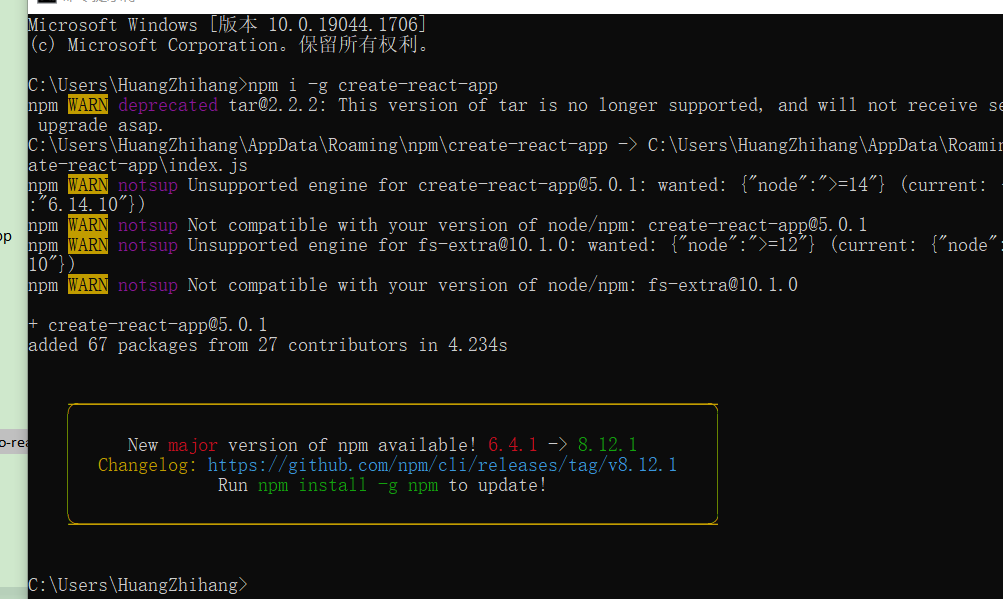 Microsoft Windows [版本 10.0.19044.1706]
(c) Microsoft Corporation。保留所有权利。
C:\Users\HuangZhihang>npm i -g create-react-app
npm WARN deprecated tar@2.2.2: This version of tar is no longer supported, and will not receive se
upgrade asap.
C:\Users\HuangZhihang\AppData\Roaming\npm\create-react-app -> C:\Users\HuangZhihang\AppData\Roamin
ate-react-app\index.js
npm WARN notsup Unsupported engine for create-react-app@5.0.1: wanted: {"node":">=14"} (current:
:"6.14.10"})
pp
npm WARN notsup Not compatible with your version of node/npm: create-react-app@5.0.1
npm WARN notsup Unsupported engine for fs-extra@10.1.0: wanted: {"node":">=12"} (current: {"node":
10"})
npm WARN notsup Not compatible with your version of node/npm: fs-extra@10.1.0
+ create-react-app@5.0.1
added 67 packages from 27 contributors in 4.234s
o-rea
New major version of npm available! 6.4.1 -> 8.12.1
Changelog: https://github.com/npm/cli/releases/tag/v8.12.1
Run npm install -g npm to update!
C:\Users\HuangZhihang>